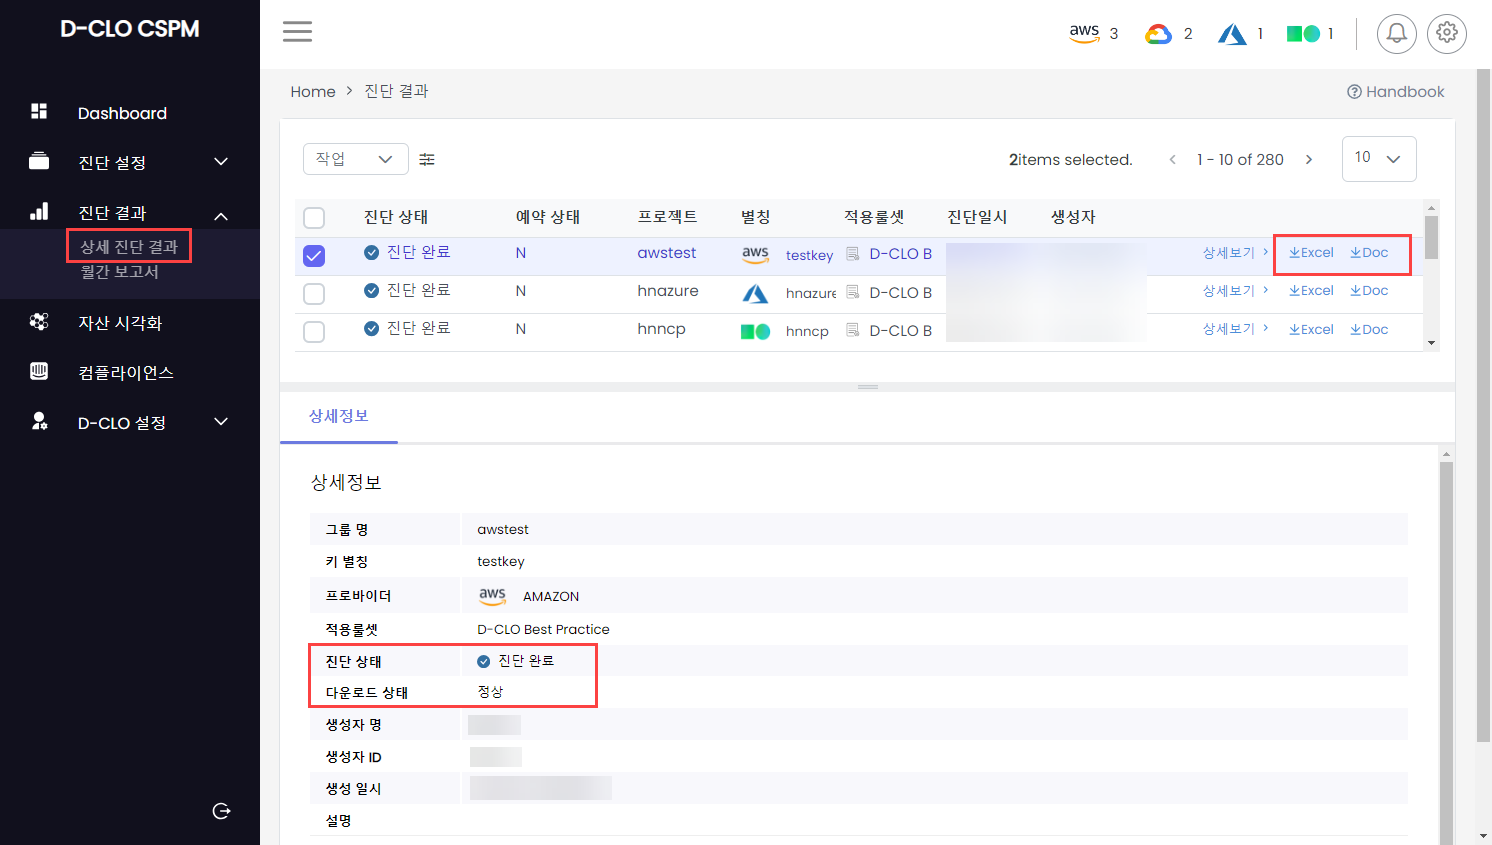 D-CLO CSPM
aws 3 2 1 1
Dashboard
진단 설정
진단 결과
상세 진단 결과
월간 보고서
자산 시각화
컴플라이언스
D-CLO 설정
Home > 진단 결과
Handbook
작업
2items selected.
1 - 10 of 280
10
진단 상태 예약 상태 프로젝트 별칭 적용룰셋 진단일시 생성자
진단 완료 N awstest aws testkey D-CLO B 상세보기 Excel Doc
진단 완료 N hnazure hnazure D-CLO B 상세보기 Excel Doc
진단 완료 N hnncp hnncp D-CLO B 상세보기 Excel Doc
상세정보
상세정보
그룹 명 awstest
키 별칭 testkey
프로바이더 aws AMAZON
적용룰셋 D-CLO Best Practice
진단 상태 진단 완료
다운로드 상태 정상
생성자 명
생성자 ID
생성 일시
설명